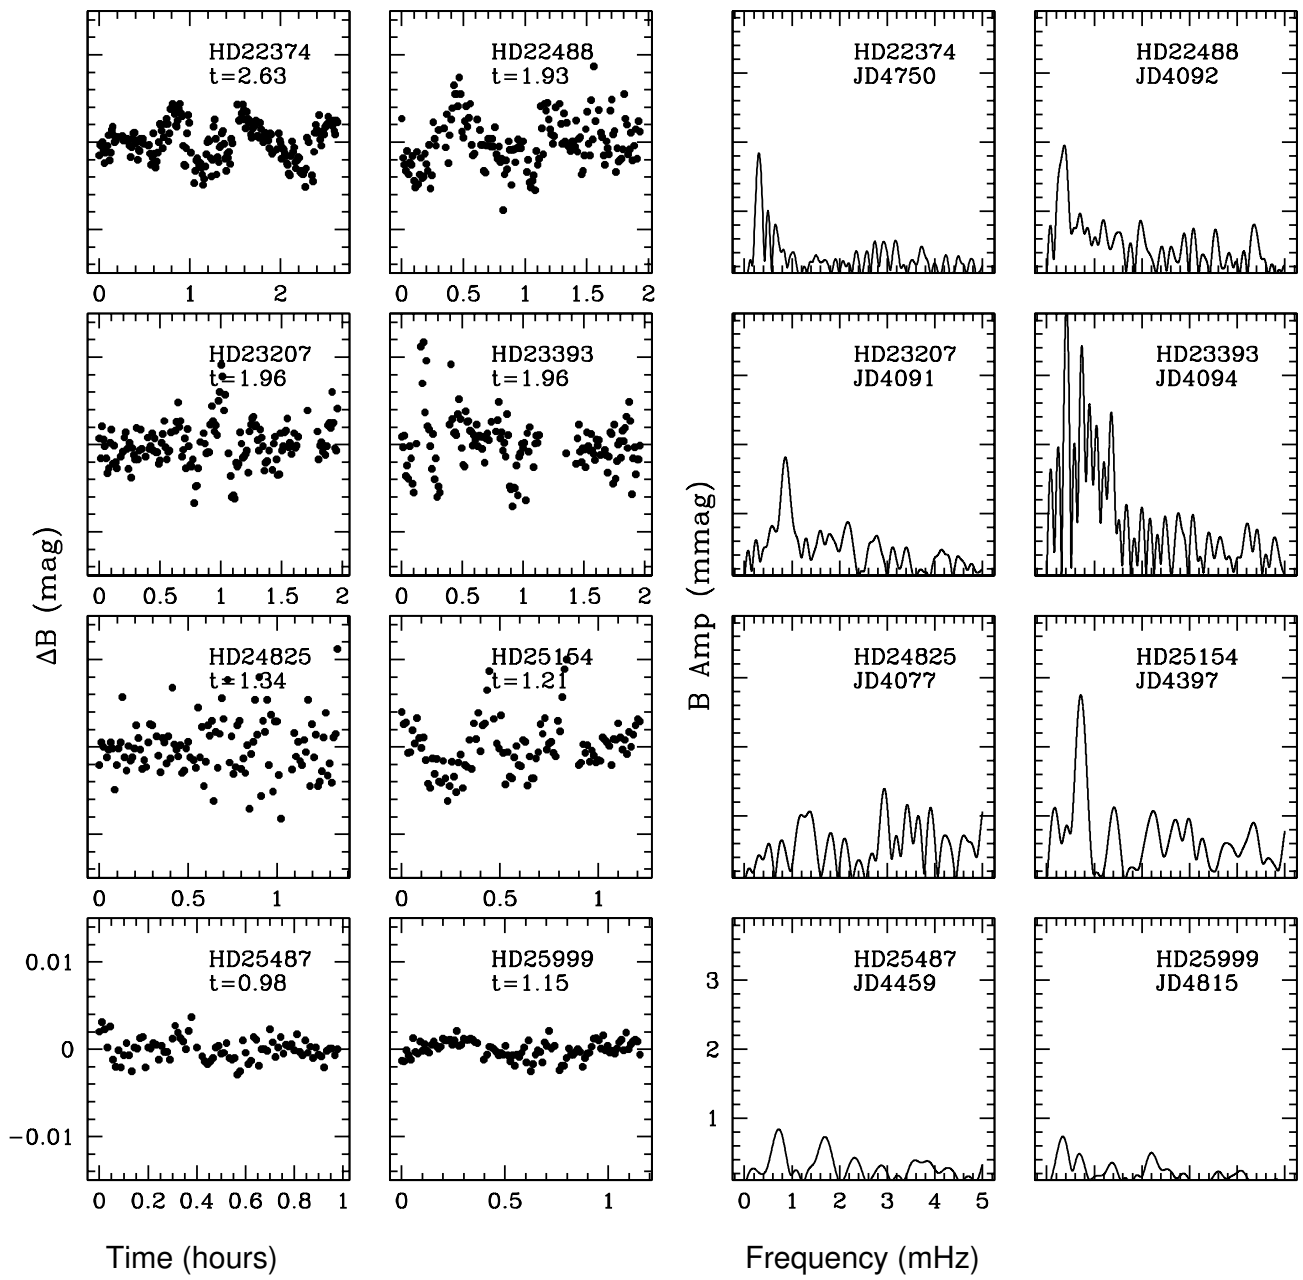 HD22374
t=2.63
HD22488
t=1.93
HD22374
JD4750
HD22488
JD4092
0 1 2
0 0.5 1 1.5 2
HD23207
t=1.96
HD23393
t=1.96
HD23207
JD4091
HD23393
JD4094
0 0.5 1 1.5 2
0 0.5 1 1.5 2
ΔB (mag)
B Amp (mmag)
HD24825
t=1.34
HD25154
t=1.21
HD24825
JD4077
HD25154
JD4397
0 0.5 1
0 0.5 1
HD25487
t=0.98
HD25999
t=1.15
HD25487
JD4459
HD25999
JD4815
0.01
0
−0.01
3
2
1
0 0.2 0.4 0.6 0.8 1
0 0.5 1
0 1 2 3 4 5
Time (hours)
Frequency (mHz)